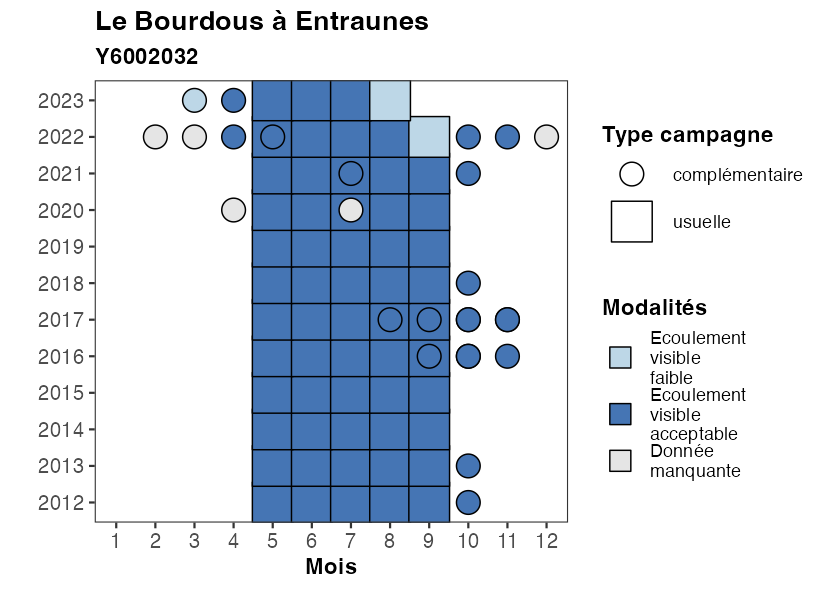 Le Bourdous à Entraunes
Y6002032
2023
2022
2021
2020
2019
2018
2017
2016
2015
2014
2013
2012
1 2 3 4 5 6 7 8 9 10 11 12
Mois
Type campagne
complémentaire
usuelle
Modalités
Ecoulement
visible
faible
Ecoulement
visible
acceptable
Donnée
manquante